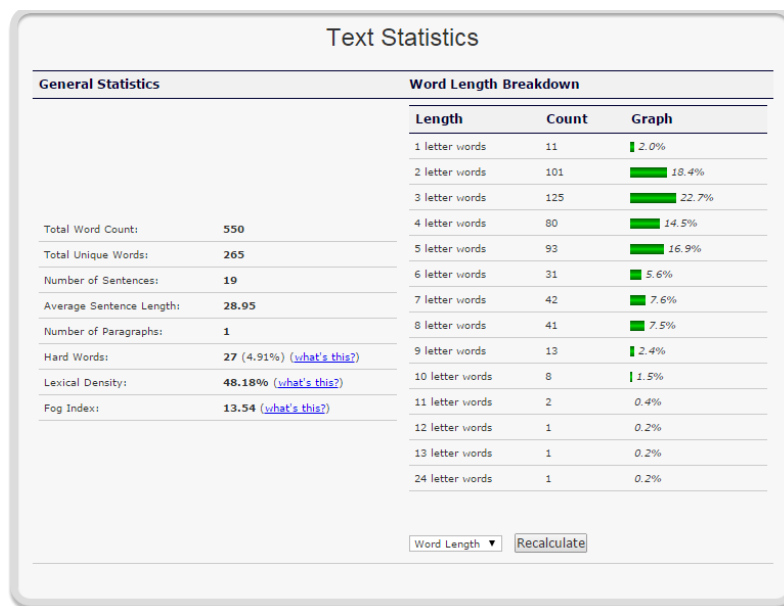 Text Statistics
General Statistics
Word Length Breakdown
Total Word Count: 550
Total Unique Words: 265
Number of Sentences: 19
Average Sentence Length: 28.95
Number of Paragraphs: 1
Hard Words: 27 (4.91%) (what's this?)
Lexical Density: 48.18% (what's this?)
Fog Index: 13.54 (what's this?)
Length Count Graph
1 letter words 11 2.0%
2 letter words 101 18.4%
3 letter words 125 22.7%
4 letter words 80 14.5%
5 letter words 93 16.9%
6 letter words 31 5.6%
7 letter words 42 7.6%
8 letter words 41 7.5%
9 letter words 13 2.4%
10 letter words 8 1.5%
11 letter words 2 0.4%
12 letter words 1 0.2%
13 letter words 1 0.2%
24 letter words 1 0.2%
Word Length ▼ Recalculate